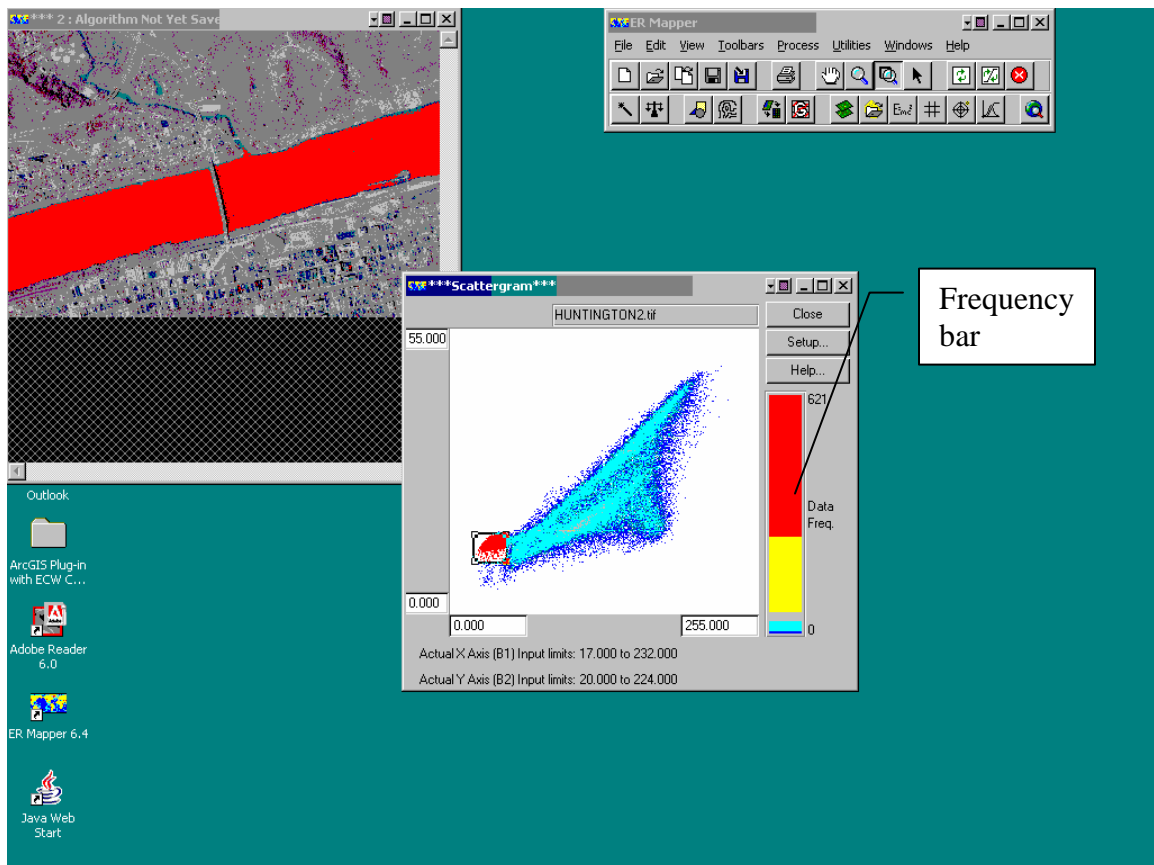 *** 2 : Algorithm Not Yet Save
ER Mapper
File Edit View Toolbars Process Utilities Windows Help
Emc²
***Scattergram***
HUNTINGTON2.tif
Close
Setup...
Help...
55.000
0.000
0.000
255.000
621
Data
Freq.
0
Actual X Axis (B1) Input limits: 17.000 to 232.000
Actual Y Axis (B2) Input limits: 20.000 to 224.000
Frequency
bar
Outlook
ArcGIS Plug-in
with ECW C...
Adobe Reader
6.0
ER Mapper 6.4
Java Web
Start